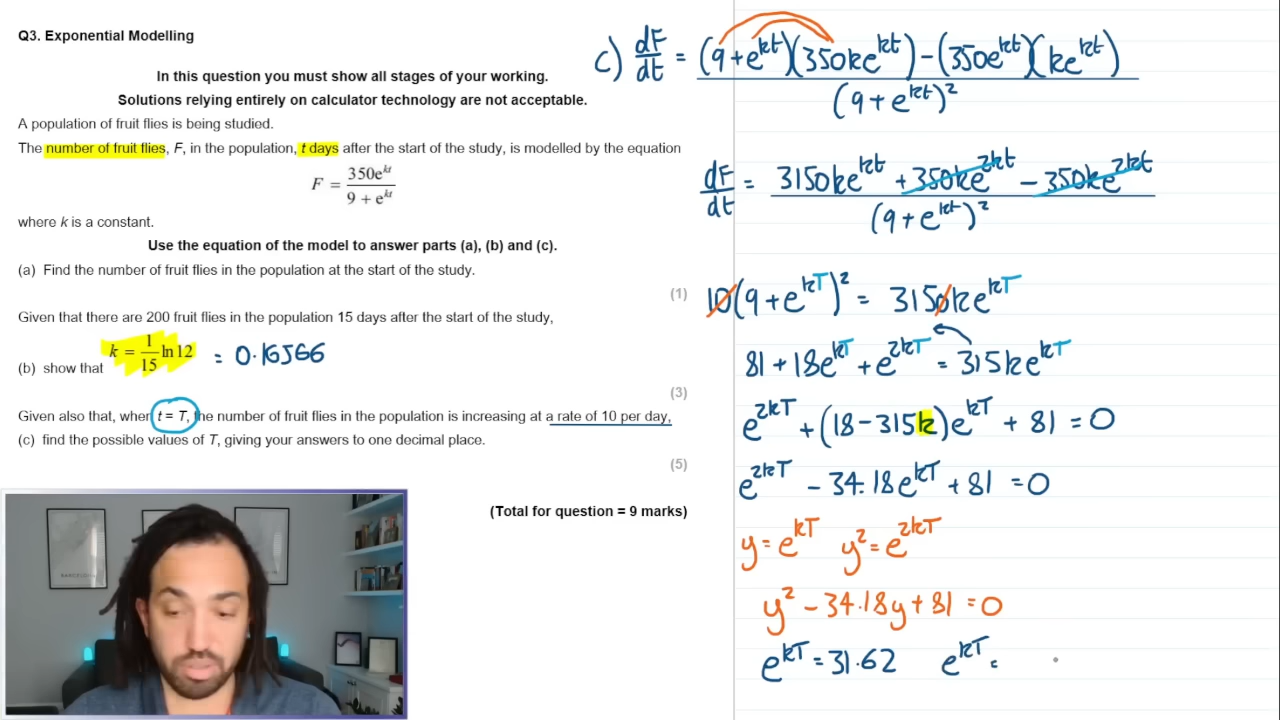 Q3. Exponential Modelling
In this question you must show all stages of your working.
Solutions relying entirely on calculator technology are not acceptable.
A population of fruit flies is being studied.
The number of fruit flies, F, in the population, t days after the start of the study, is modelled by the equation
F = 350e^{kt} / (9 + e^{kt})
where k is a constant.
Use the equation of the model to answer parts (a), (b) and (c).
(a) Find the number of fruit flies in the population at the start of the study.
(1)
Given that there are 200 fruit flies in the population 15 days after the start of the study,
(b) show that k = 1/15 ln 12 = 0.16566
(3)
Given also that, when t = T, the number of fruit flies in the population is increasing at a rate of 10 per day,
(c) find the possible values of T, giving your answers to one decimal place.
(5)
(Total for question = 9 marks)
c) dF/dt = ((9+e^{kt})(350ke^{kt}) - (350e^{kt})(ke^{kt})) / (9+e^{kt})²
dF/dt = (3150ke^{kt} + 350ke^{2kt} - 350ke^{2kt}) / (9+e^{kt})²
10(9+e^{kT})² = 3150ke^{kT}
81 + 18e^{kT} + e^{2kT} = 315ke^{kT}
e^{2kT} + (18-315k)e^{kT} + 81 = 0
e^{2kT} - 34.18e^{kT} + 81 = 0
y = e^{kT} y² = e^{2kT}
y² - 34.18y + 81 = 0
e^{kT} = 31.62 e^{kT} =